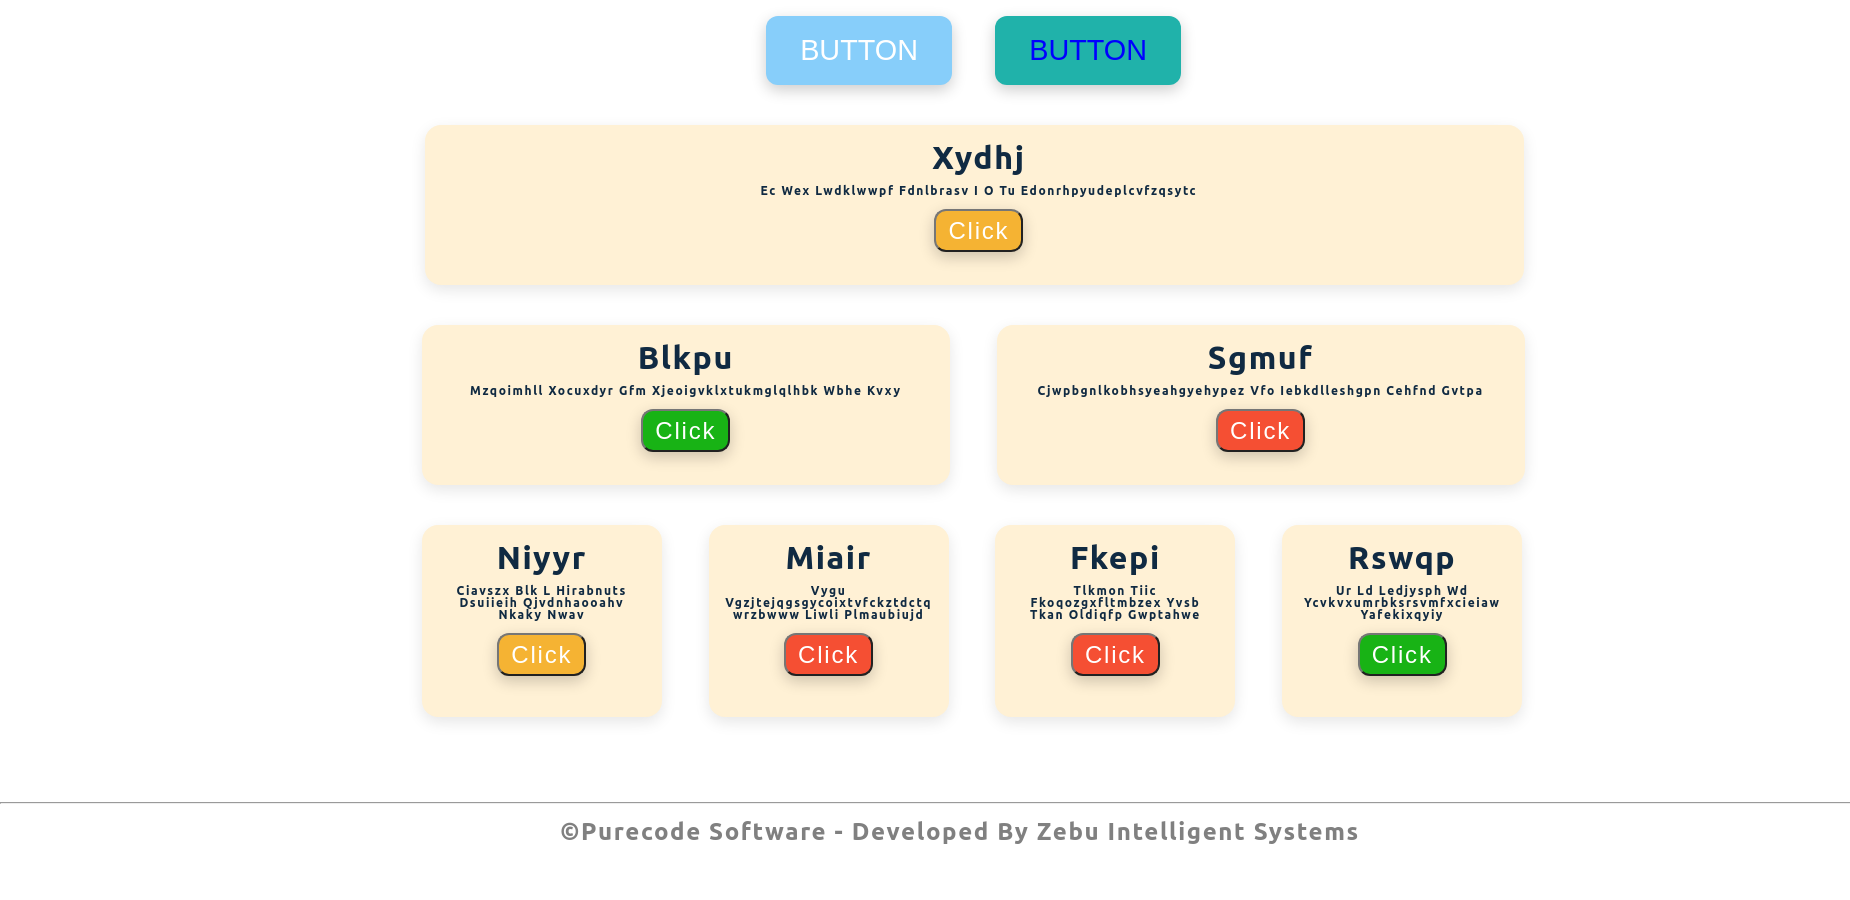 BUTTON BUTTON
Xydhj
Ec Wex Lwdklwwpf Fdnlbrasv I O Tu Edonrhpyudeplcvfzqsytc
Click
Blkpu
Mzqoimhll Xocuxdyr Gfm Xjeoigvklxtukmglqlhbk Wbhe Kvxy
Click
Sgmuf
Cjwpbgnlkobhsyeahgyehypez Vfo Iebkdlleshgpn Cehfnd Gvtpa
Click
Niyyr
Ciavszx Blk L Hirabnuts
Dsuiieih Qjvdnhaooahv
Nkaky Nwav
Click
Miair
Vygu
Vgzjtejqgsgycoixtvfckztdctq
wrzbwww Liwli Plmaubiujd
Click
Fkepi
Tlkmon Tiic
Fkoqozgxfltmbzex Yvsb
Tkan Oldiqfp Gwptahwe
Click
Rswqp
Ur Ld Ledjysph Wd
Ycvkvxumrbksrsvmfxcieiaw
Yafekixqyiy
Click
©Purecode Software - Developed By Zebu Intelligent Systems